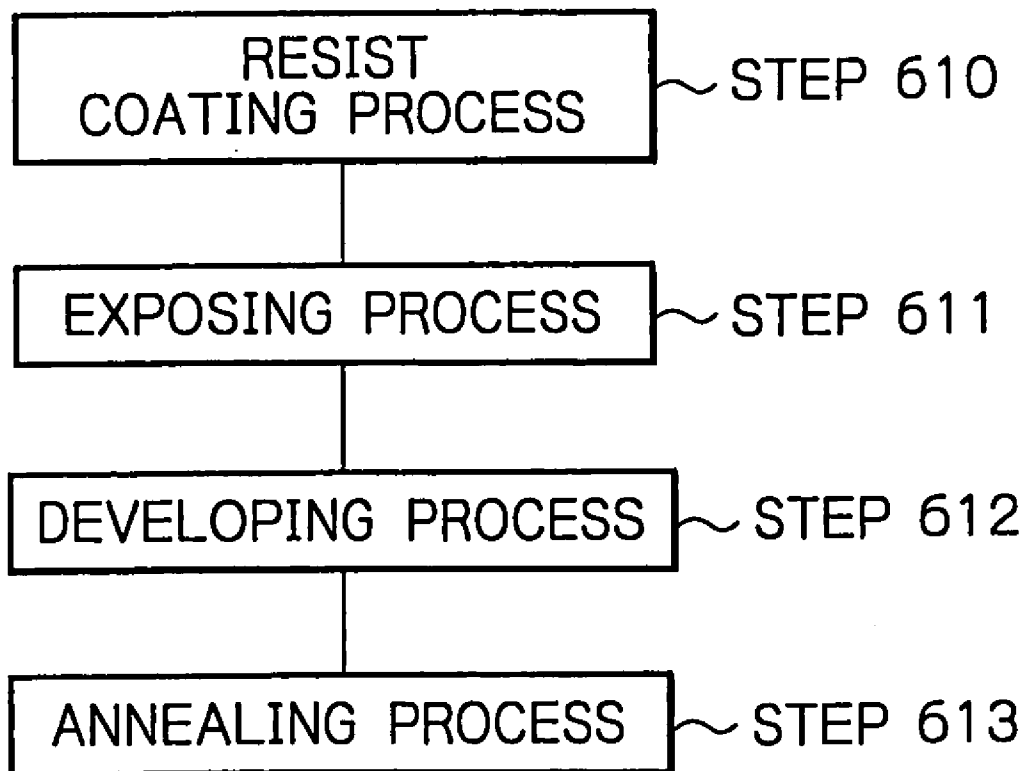 RESIST
COATING PROCESS
STEP 610
EXPOSING PROCESS
STEP 611
DEVELOPING PROCESS
STEP 612
ANNEALING PROCESS
STEP 613